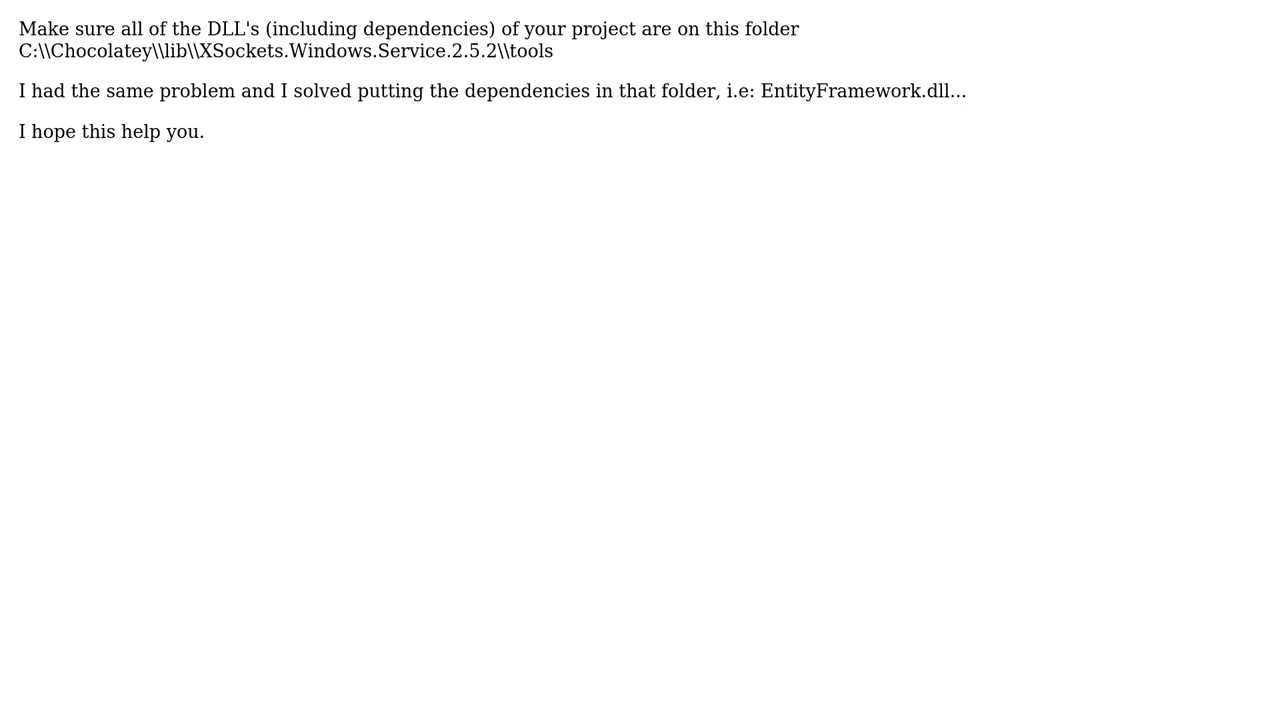 Make sure all of the DLL's (including dependencies) of your project are on this folder
C:\\Chocolatey\\lib\\XSockets.Windows.Service.2.5.2\\tools
I had the same problem and I solved putting the dependencies in that folder, i.e: EntityFramework.dll...
I hope this help you.